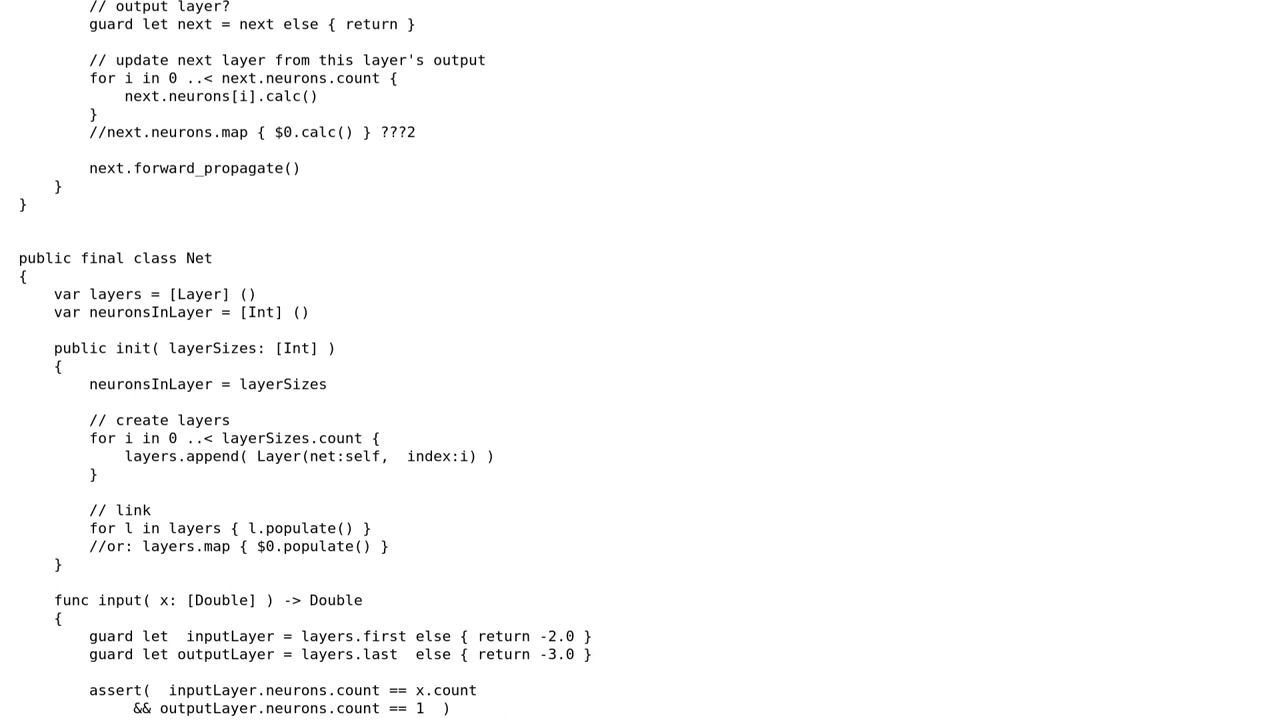 // output layer?
guard let next = next else { return }
// update next layer from this layer's output
for i in 0 ..< next.neurons.count {
next.neurons[i].calc()
}
//next.neurons.map { $0.calc() } ???2
next.forward_propagate()
}
}
public final class Net
{
var layers = [Layer] ()
var neuronsInLayer = [Int] ()
public init( layerSizes: [Int] )
{
neuronsInLayer = layerSizes
// create layers
for i in 0 ..< layerSizes.count {
layers.append( Layer(net:self,  index:i) )
}
// link
for l in layers { l.populate() }
//or: layers.map { $0.populate() }
}
func input( x: [Double] ) -> Double
{
guard let  inputLayer = layers.first else { return -2.0 }
guard let outputLayer = layers.last  else { return -3.0 }
assert(  inputLayer.neurons.count == x.count
&& outputLayer.neurons.count == 1  )